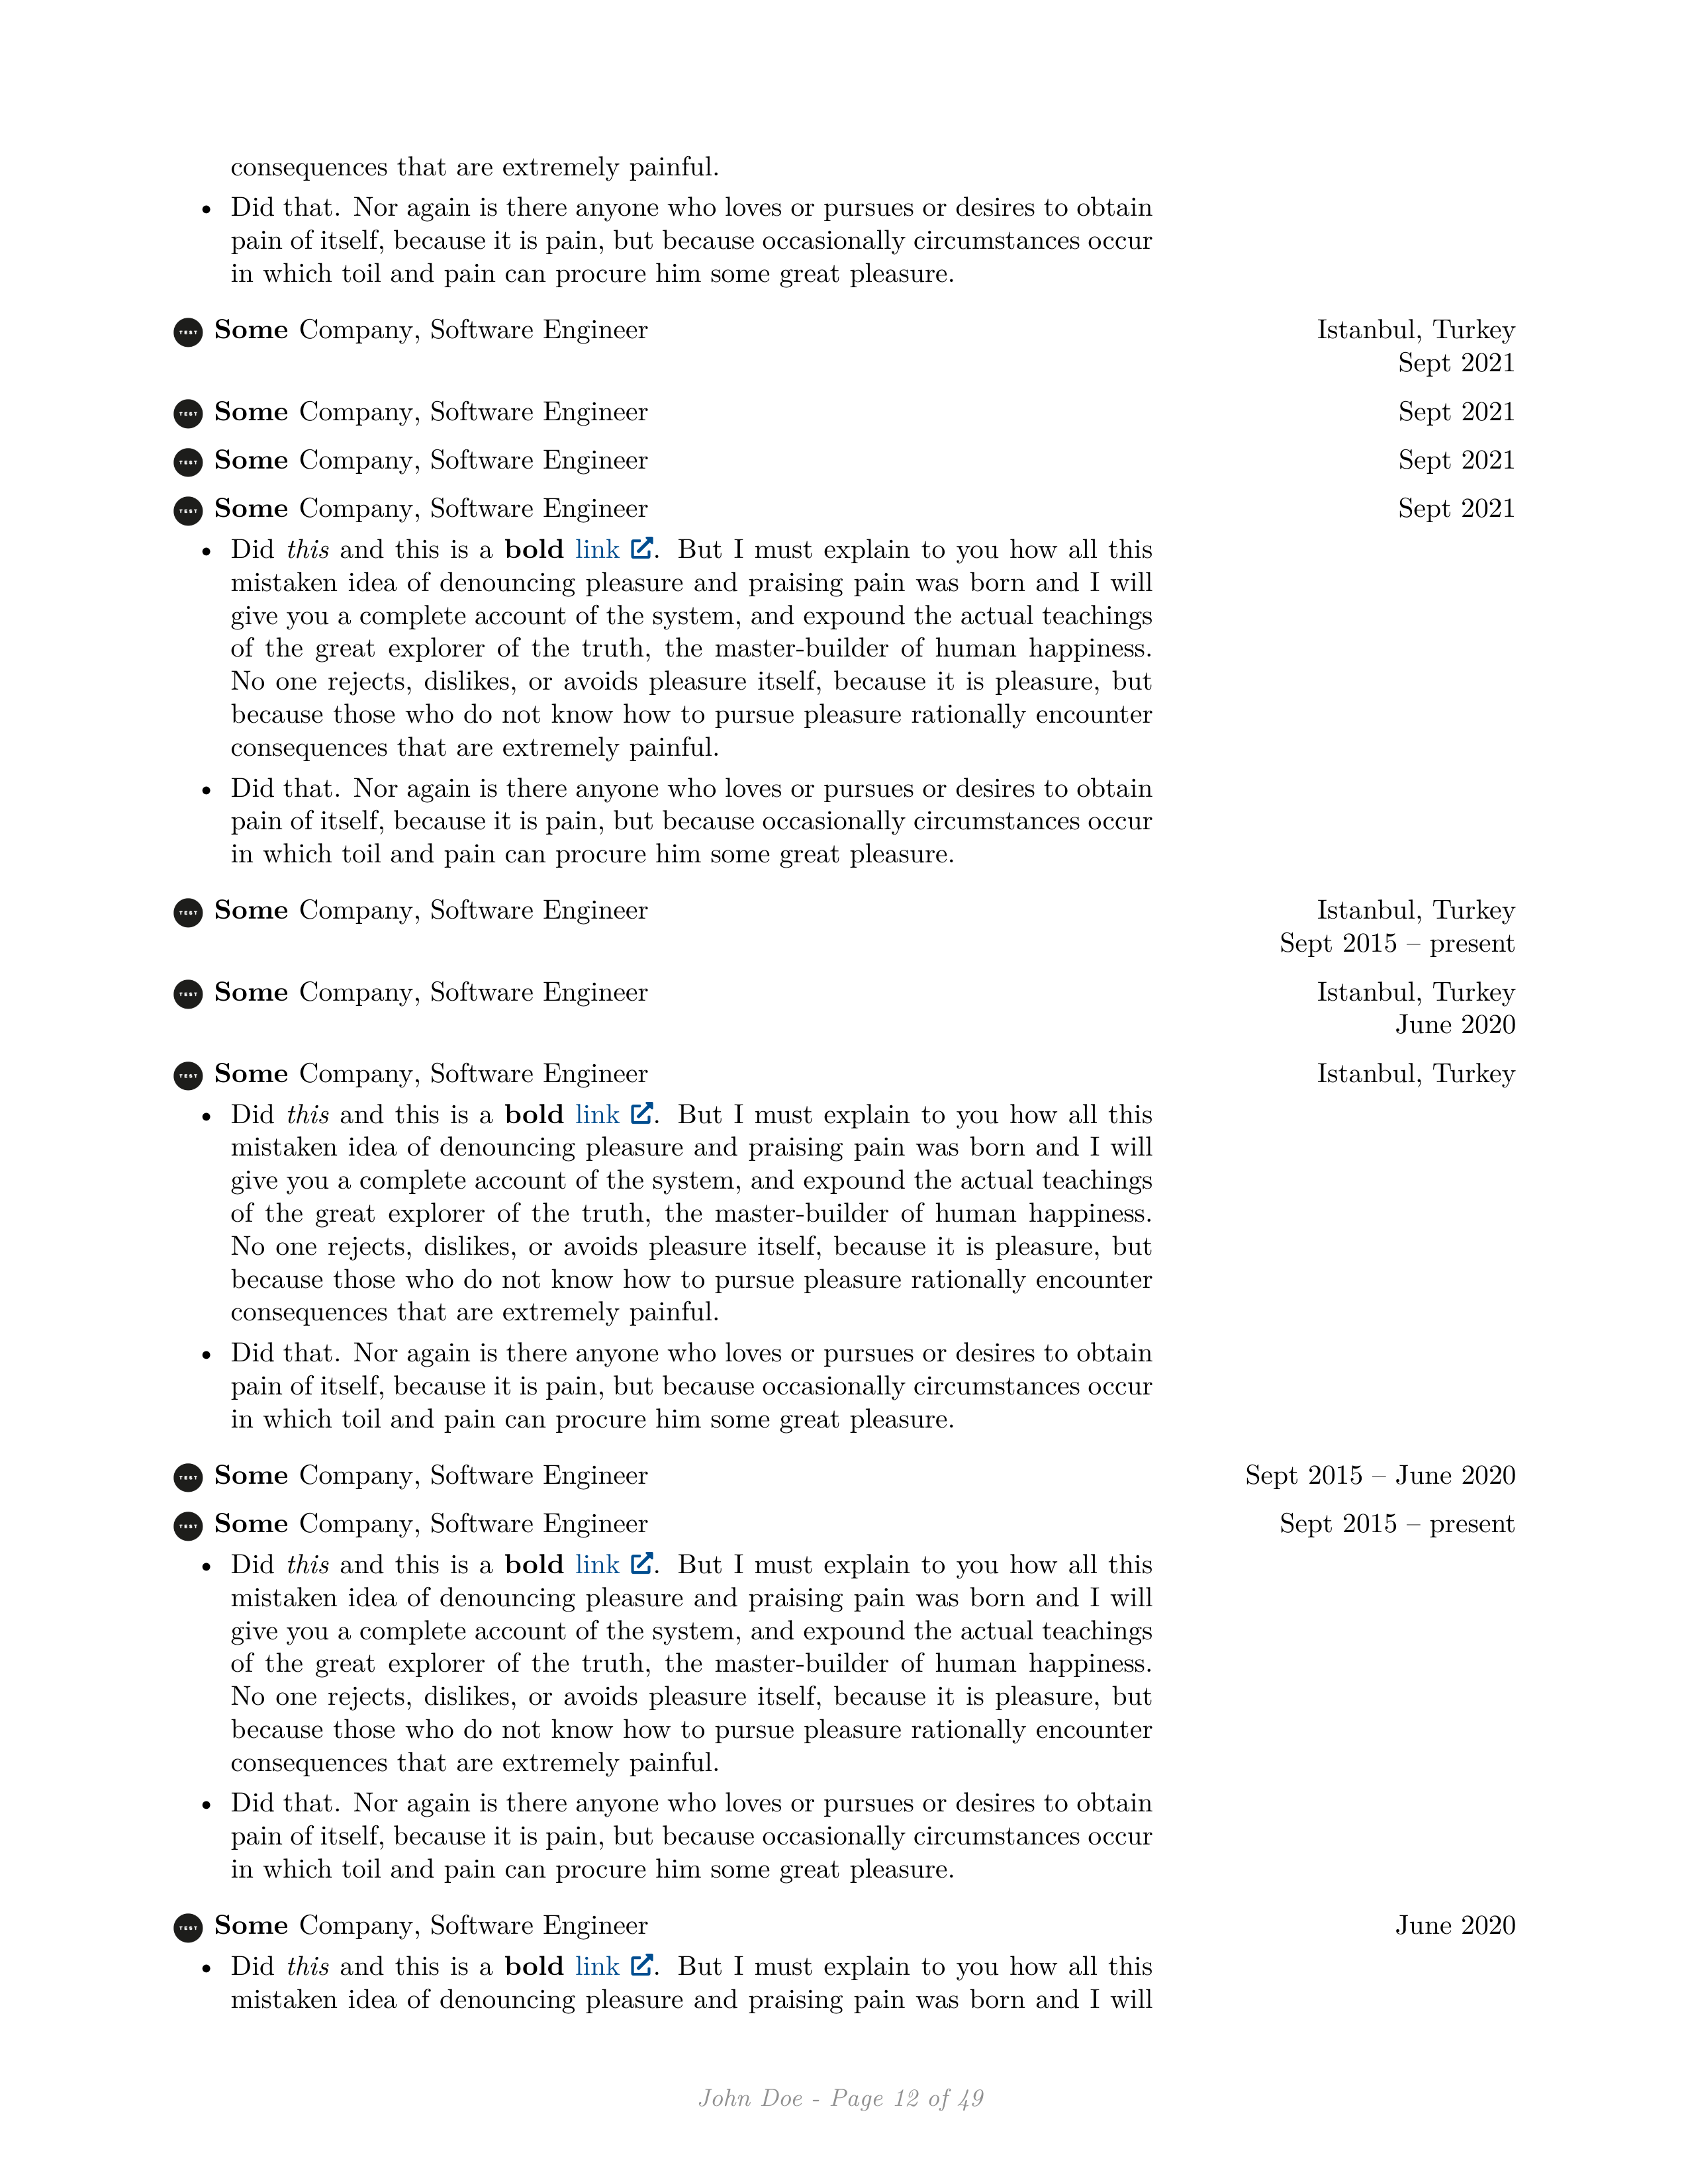 consequences that are extremely painful.
• Did that. Nor again is there anyone who loves or pursues or desires to obtain
pain of itself, because it is pain, but because occasionally circumstances occur
in which toil and pain can procure him some great pleasure.
TEST Some Company, Software Engineer Istanbul, Turkey
Sept 2021
TEST Some Company, Software Engineer Sept 2021
TEST Some Company, Software Engineer Sept 2021
TEST Some Company, Software Engineer Sept 2021
• Did this and this is a bold link. But I must explain to you how all this
mistaken idea of denouncing pleasure and praising pain was born and I will
give you a complete account of the system, and expound the actual teachings
of the great explorer of the truth, the master-builder of human happiness.
No one rejects, dislikes, or avoids pleasure itself, because it is pleasure, but
because those who do not know how to pursue pleasure rationally encounter
consequences that are extremely painful.
• Did that. Nor again is there anyone who loves or pursues or desires to obtain
pain of itself, because it is pain, but because occasionally circumstances occur
in which toil and pain can procure him some great pleasure.
TEST Some Company, Software Engineer Istanbul, Turkey
Sept 2015 – present
TEST Some Company, Software Engineer Istanbul, Turkey
June 2020
TEST Some Company, Software Engineer Istanbul, Turkey
• Did this and this is a bold link. But I must explain to you how all this
mistaken idea of denouncing pleasure and praising pain was born and I will
give you a complete account of the system, and expound the actual teachings
of the great explorer of the truth, the master-builder of human happiness.
No one rejects, dislikes, or avoids pleasure itself, because it is pleasure, but
because those who do not know how to pursue pleasure rationally encounter
consequences that are extremely painful.
• Did that. Nor again is there anyone who loves or pursues or desires to obtain
pain of itself, because it is pain, but because occasionally circumstances occur
in which toil and pain can procure him some great pleasure.
TEST Some Company, Software Engineer Sept 2015 – June 2020
TEST Some Company, Software Engineer Sept 2015 – present
• Did this and this is a bold link. But I must explain to you how all this
mistaken idea of denouncing pleasure and praising pain was born and I will
give you a complete account of the system, and expound the actual teachings
of the great explorer of the truth, the master-builder of human happiness.
No one rejects, dislikes, or avoids pleasure itself, because it is pleasure, but
because those who do not know how to pursue pleasure rationally encounter
consequences that are extremely painful.
• Did that. Nor again is there anyone who loves or pursues or desires to obtain
pain of itself, because it is pain, but because occasionally circumstances occur
in which toil and pain can procure him some great pleasure.
TEST Some Company, Software Engineer June 2020
• Did this and this is a bold link. But I must explain to you how all this
mistaken idea of denouncing pleasure and praising pain was born and I will
John Doe - Page 12 of 49